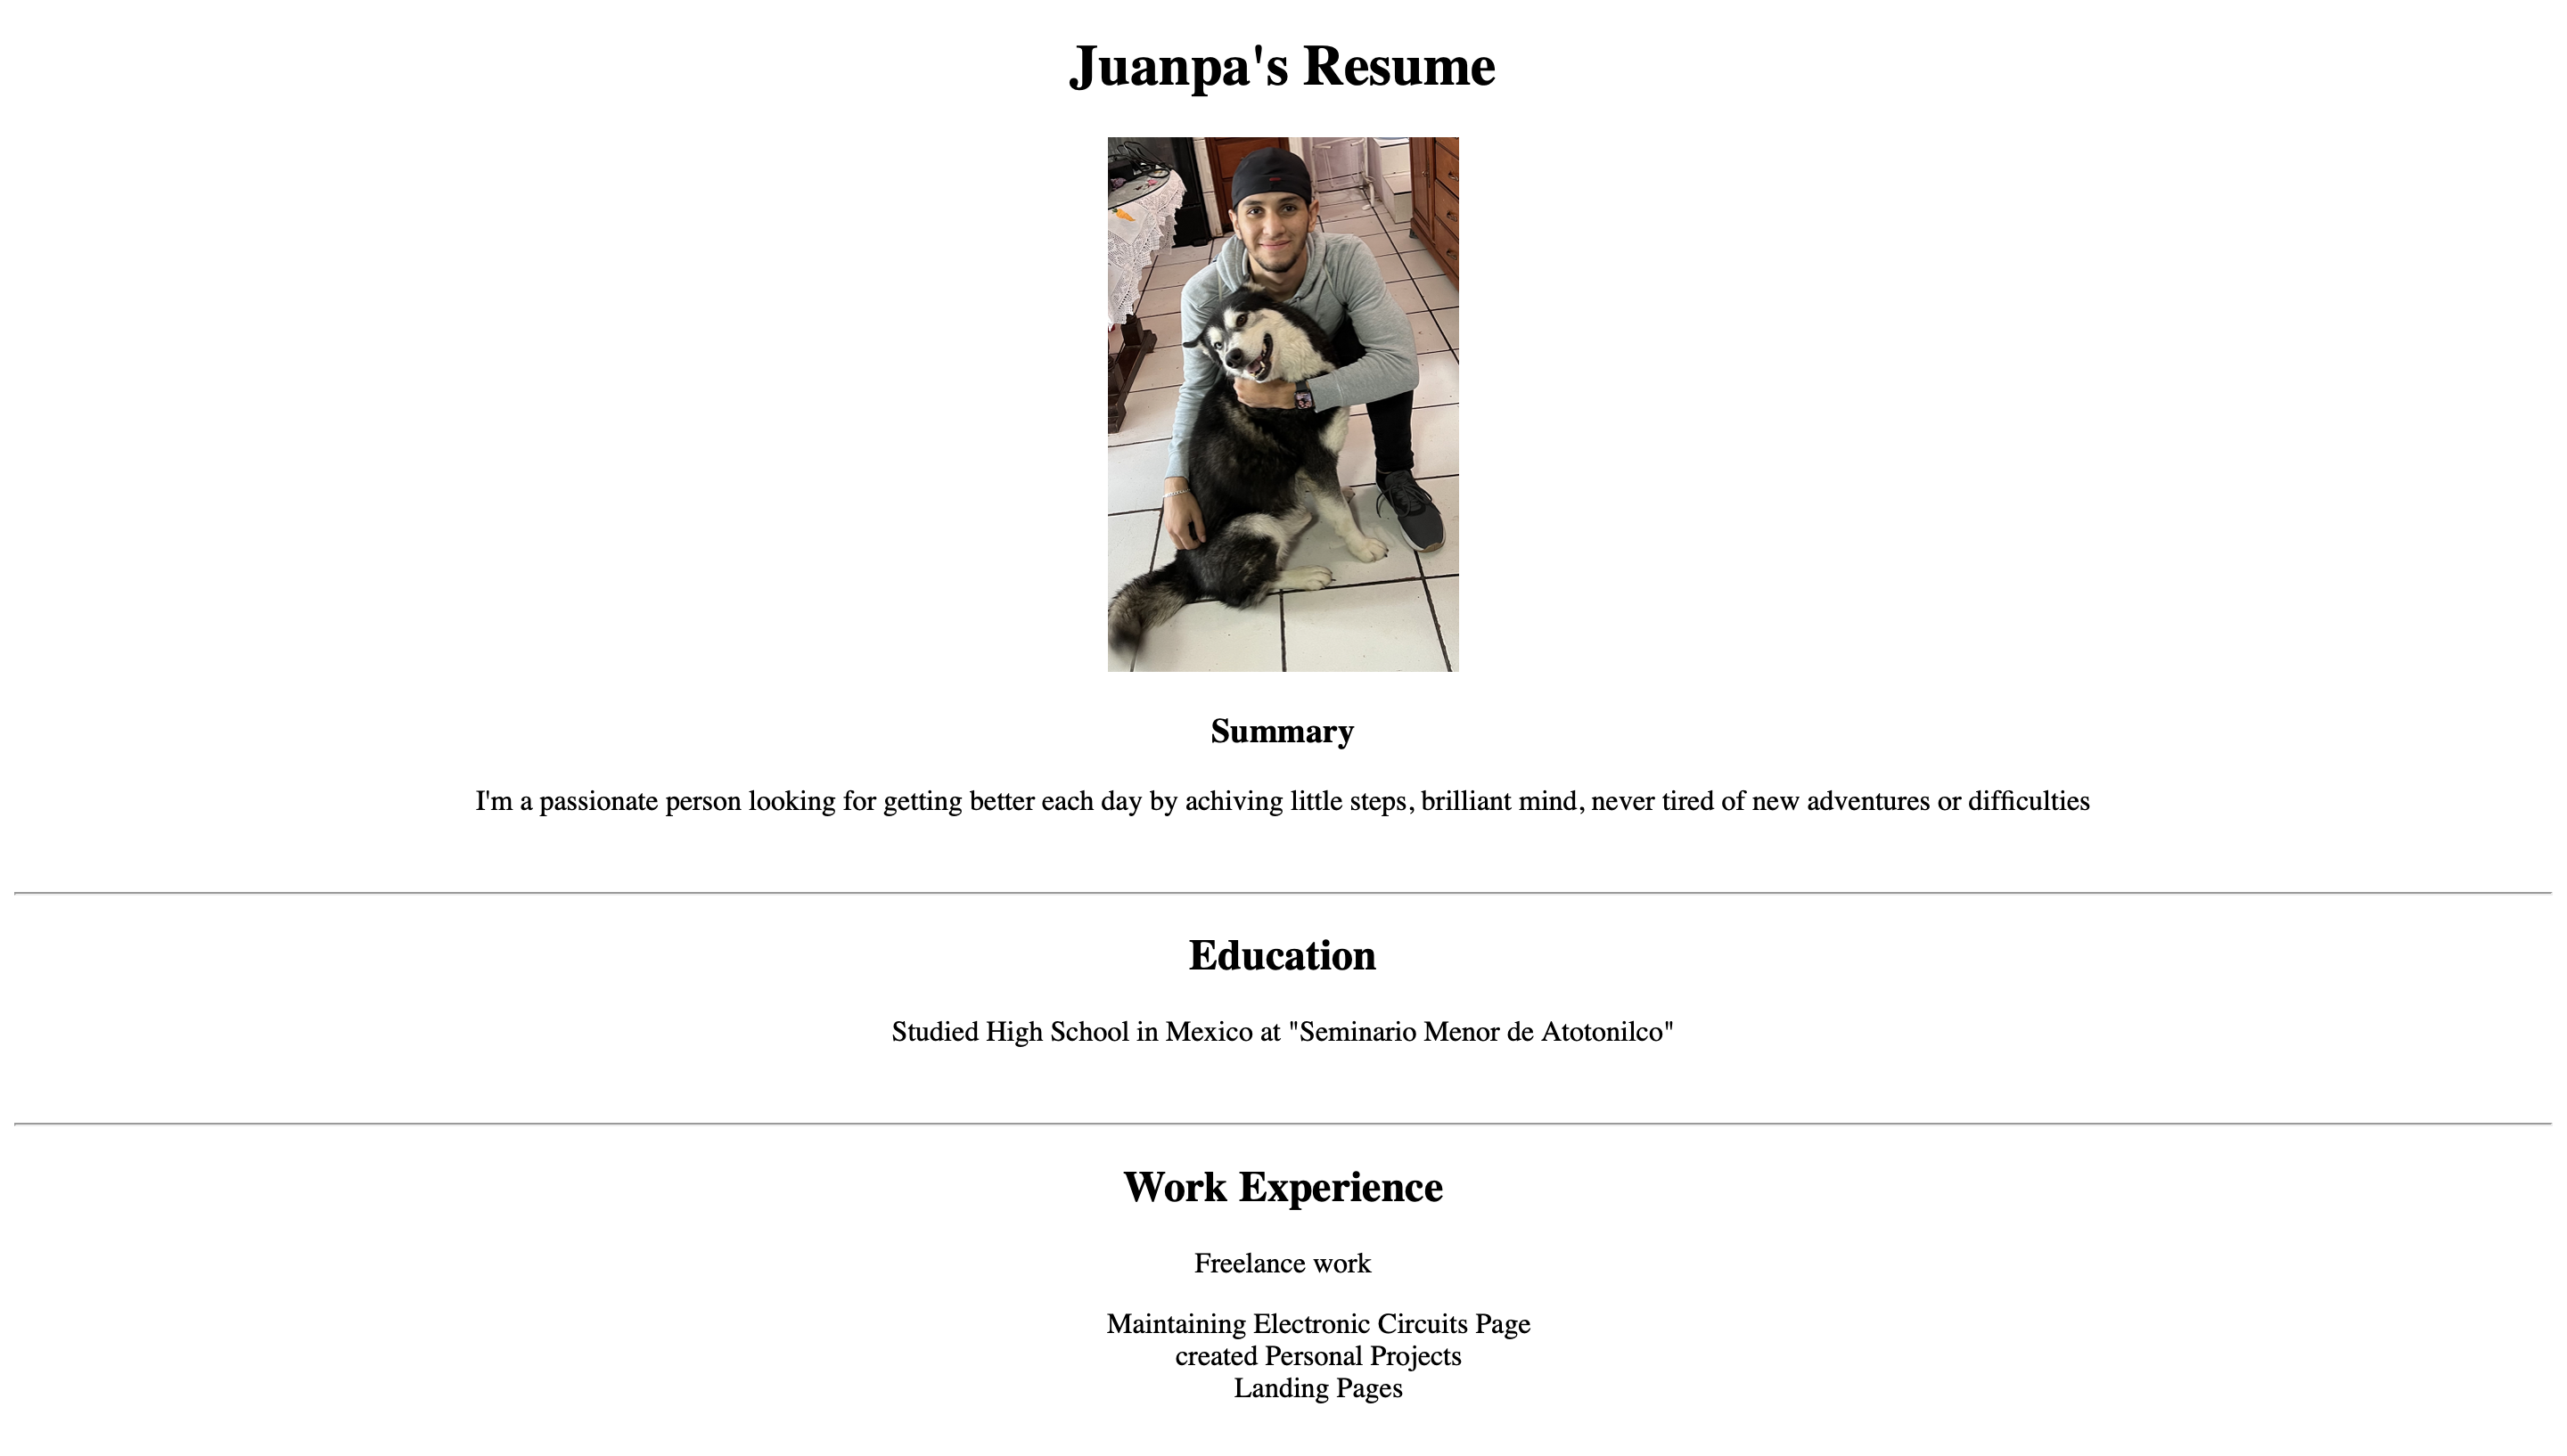 Juanpa's Resume
Summary
I'm a passionate person looking for getting better each day by achiving little steps, brilliant mind, never tired of new adventures or difficulties
Education
Studied High School in Mexico at "Seminario Menor de Atotonilco"
Work Experience
Freelance work
Maintaining Electronic Circuits Page
created Personal Projects
Landing Pages